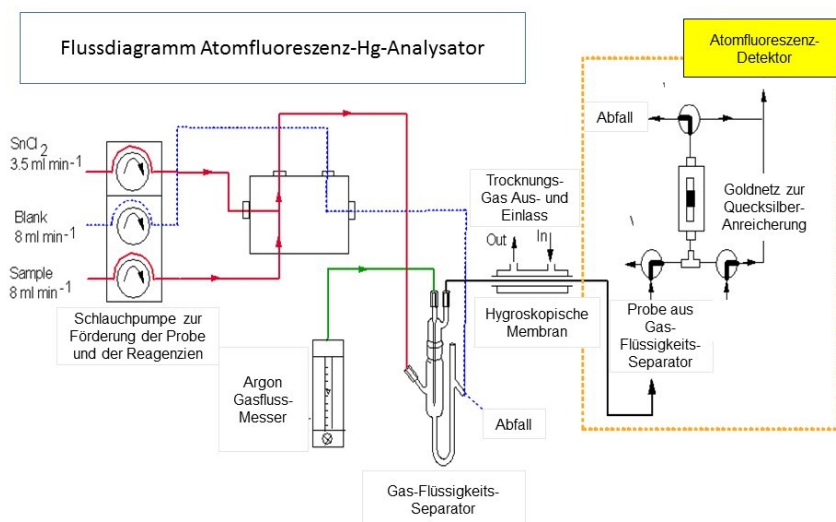 Flussdiagramm Atomfluoreszenz-Hg-Analysator
Atomfluoreszenz-
Detektor
SnCl2
3.5 ml min-1
Blank
8 ml min-1
Sample
8 ml min-1
Schlauchpumpe zur
Förderung der Probe
und der Reagenzien
Argon
Gasfluss-
Messer
Gas-Flüssigkeits-
Separator
Abfall
Trocknungs-
Gas Aus- und
Einlass
Out
In
Hygroskopische
Membran
Abfall
Goldnetz zur
Quecksilber-
Anreicherung
Probe aus
Gas-
Flüssigkeits-
Separator